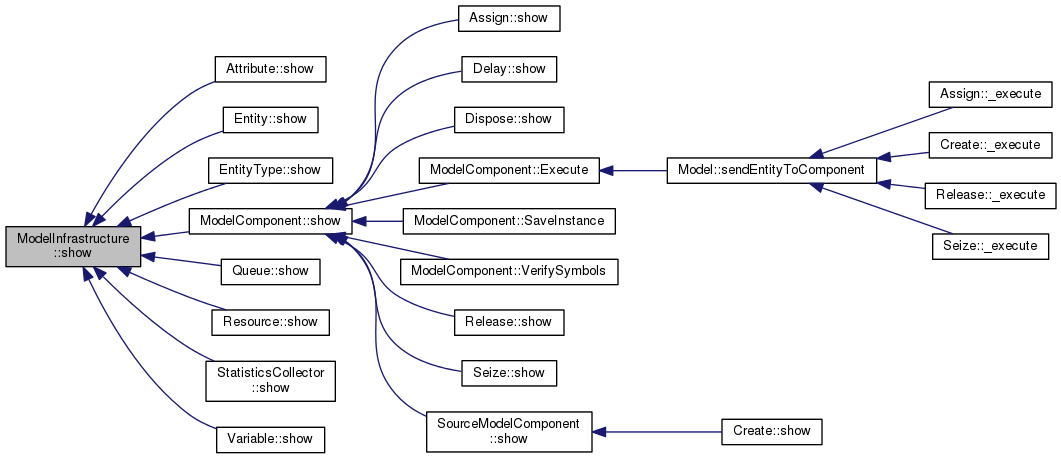 Assign::show
Attribute::show
Delay::show
Entity::show
Dispose::show
EntityType::show
ModelComponent::Execute
ModelComponent::show
ModelComponent::SaveInstance
ModelInfrastructure
::show
Queue::show
ModelComponent::VerifySymbols
Resource::show
Release::show
StatisticsCollector
::show
Seize::show
Variable::show
SourceModelComponent
::show
Create::show
Model::sendEntityToComponent
Assign::_execute
Create::_execute
Release::_execute
Seize::_execute